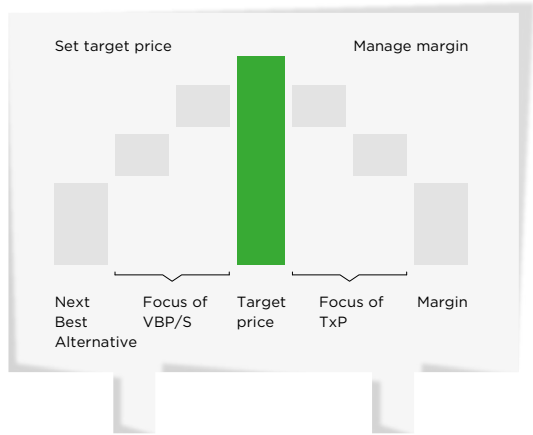 Set target price
Manage margin
Next
Best
Alternative
Focus of
VBP/S
Target
price
Focus of
TxP
Margin